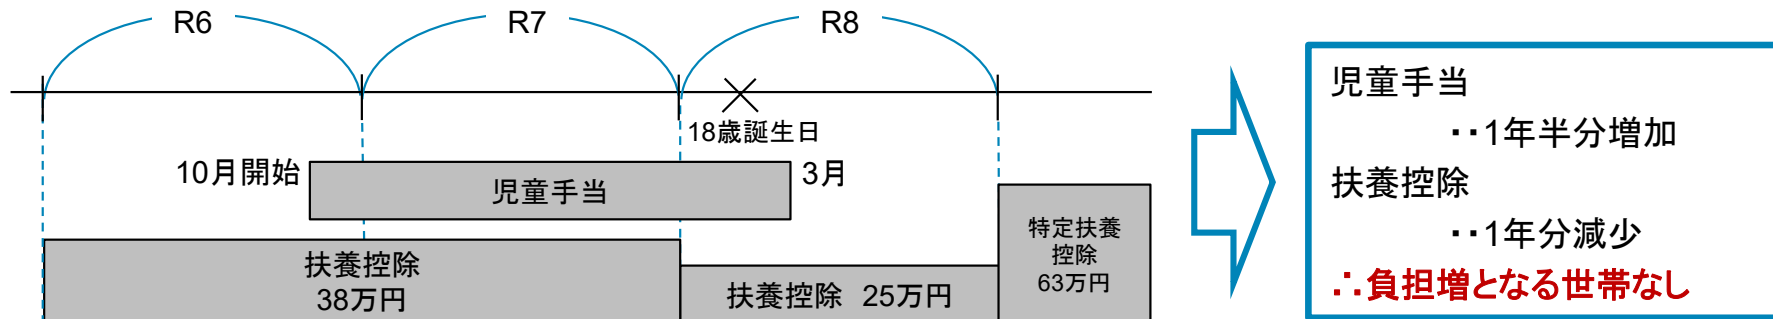 R6
R7
R8
18歳誕生日
10月開始
児童手当
3月
扶養控除
38万円
扶養控除 25万円
特定扶養
控除
63万円
児童手当
‥1年半分増加
扶養控除
‥1年分減少
∴負担増となる世帯なし